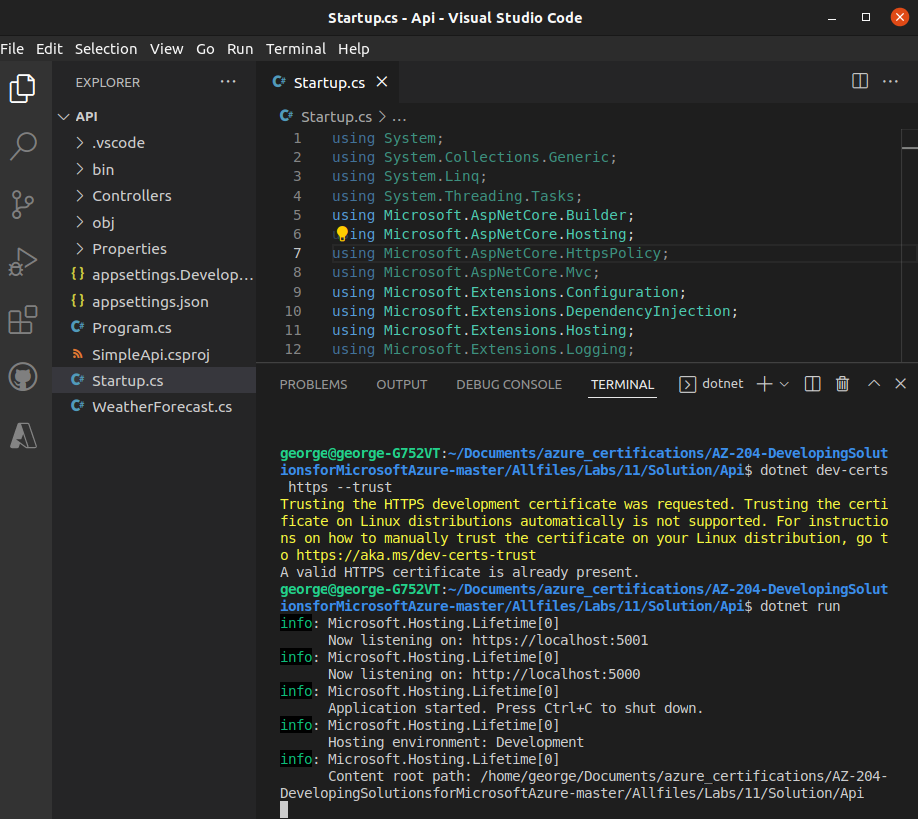 Startup.cs - Api - Visual Studio Code
File Edit Selection View Go Run Terminal Help
EXPLORER
API
.vscode
bin
Controllers
obj
Properties
{} appsettings.Develop...
{} appsettings.json
C# Program.cs
SimpleApi.csproj
C# Startup.cs
C# WeatherForecast.cs
C# Startup.cs
C# Startup.cs > ...
1 using System;
2 using System.Collections.Generic;
3 using System.Linq;
4 using System.Threading.Tasks;
5 using Microsoft.AspNetCore.Builder;
6 using Microsoft.AspNetCore.Hosting;
7 using Microsoft.AspNetCore.HttpsPolicy;
8 using Microsoft.AspNetCore.Mvc;
9 using Microsoft.Extensions.Configuration;
10 using Microsoft.Extensions.DependencyInjection;
11 using Microsoft.Extensions.Hosting;
12 using Microsoft.Extensions.Logging;
PROBLEMS OUTPUT DEBUG CONSOLE TERMINAL dotnet
george@george-G752VT:~/Documents/azure_certifications/AZ-204-DevelopingSolut
ionsforMicrosoftAzure-master/Allfiles/Labs/11/Solution/Api$ dotnet dev-certs
https --trust
Trusting the HTTPS development certificate was requested. Trusting the certi
ficate on Linux distributions automatically is not supported. For instructio
ns on how to manually trust the certificate on your Linux distribution, go t
o https://aka.ms/dev-certs-trust
A valid HTTPS certificate is already present.
george@george-G752VT:~/Documents/azure_certifications/AZ-204-DevelopingSolut
ionsforMicrosoftAzure-master/Allfiles/Labs/11/Solution/Api$ dotnet run
info: Microsoft.Hosting.Lifetime[0]
Now listening on: https://localhost:5001
info: Microsoft.Hosting.Lifetime[0]
Now listening on: http://localhost:5000
info: Microsoft.Hosting.Lifetime[0]
Application started. Press Ctrl+C to shut down.
info: Microsoft.Hosting.Lifetime[0]
Hosting environment: Development
info: Microsoft.Hosting.Lifetime[0]
Content root path: /home/george/Documents/azure_certifications/AZ-204-
DevelopingSolutionsforMicrosoftAzure-master/Allfiles/Labs/11/Solution/Api